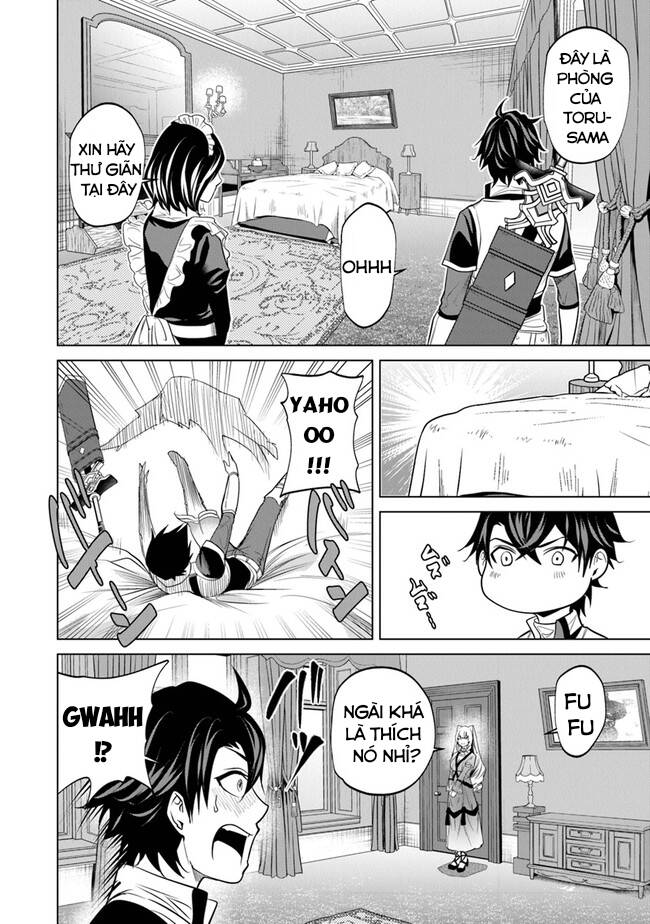 ĐÂY LÀ
PHÒNG
CỦA
TORU-
SAMA
XIN HÃY
THƯ GIÃN
TẠI ĐÂY
OHHH
YAHO
OO
!!!
FU
FU
NGÀI KHÁ
LÀ THÍCH
NÓ NHỈ?
GWAHH
!?